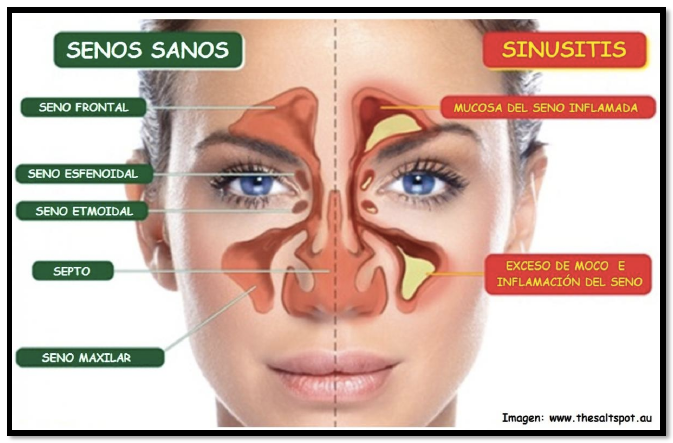 SENOS SANOS
SINUSITIS
SENO FRONTAL
MUCOSA DEL SENO INFLAMADA
SENO ESFENOIDAL
SENO ETMOIDAL
SEPTO
EXCESO DE MOCO E
INFLAMACIÓN DEL SENO
SENO MAXILAR
Imagen: www.thesaltspot.au